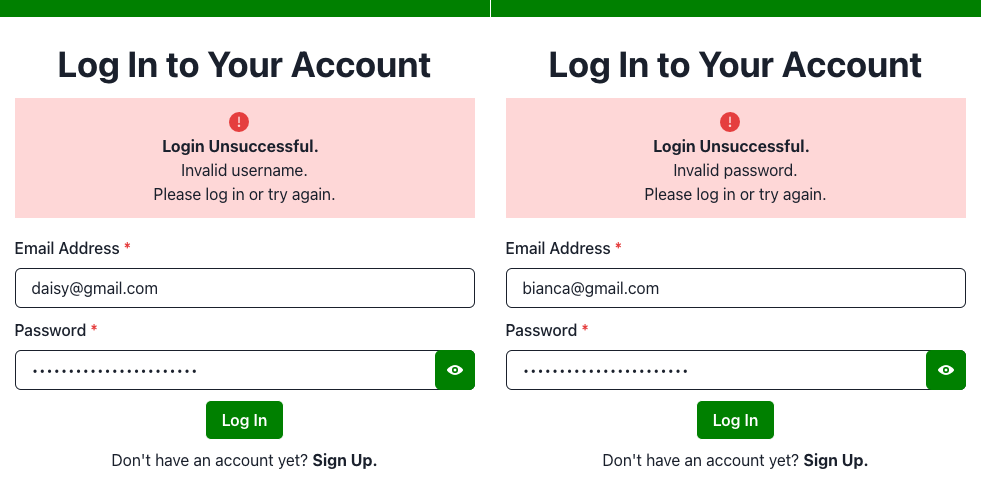 Log In to Your Account
Login Unsuccessful.
Invalid username.
Please log in or try again.
Email Address *
daisy@gmail.com
Password *
•••••••••••••••••••••••
Log In
Don't have an account yet? Sign Up.
Log In to Your Account
Login Unsuccessful.
Invalid password.
Please log in or try again.
Email Address *
bianca@gmail.com
Password *
•••••••••••••••••••••••
Log In
Don't have an account yet? Sign Up.